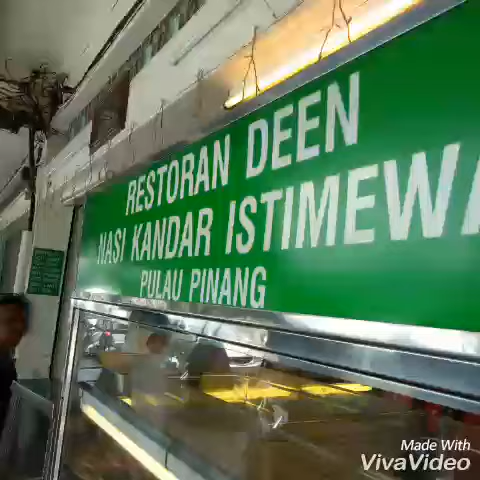 RESTORAN DEEN
NASI KANDAR ISTIMEWA
PULAU PINANG
Made With
VivaVideo